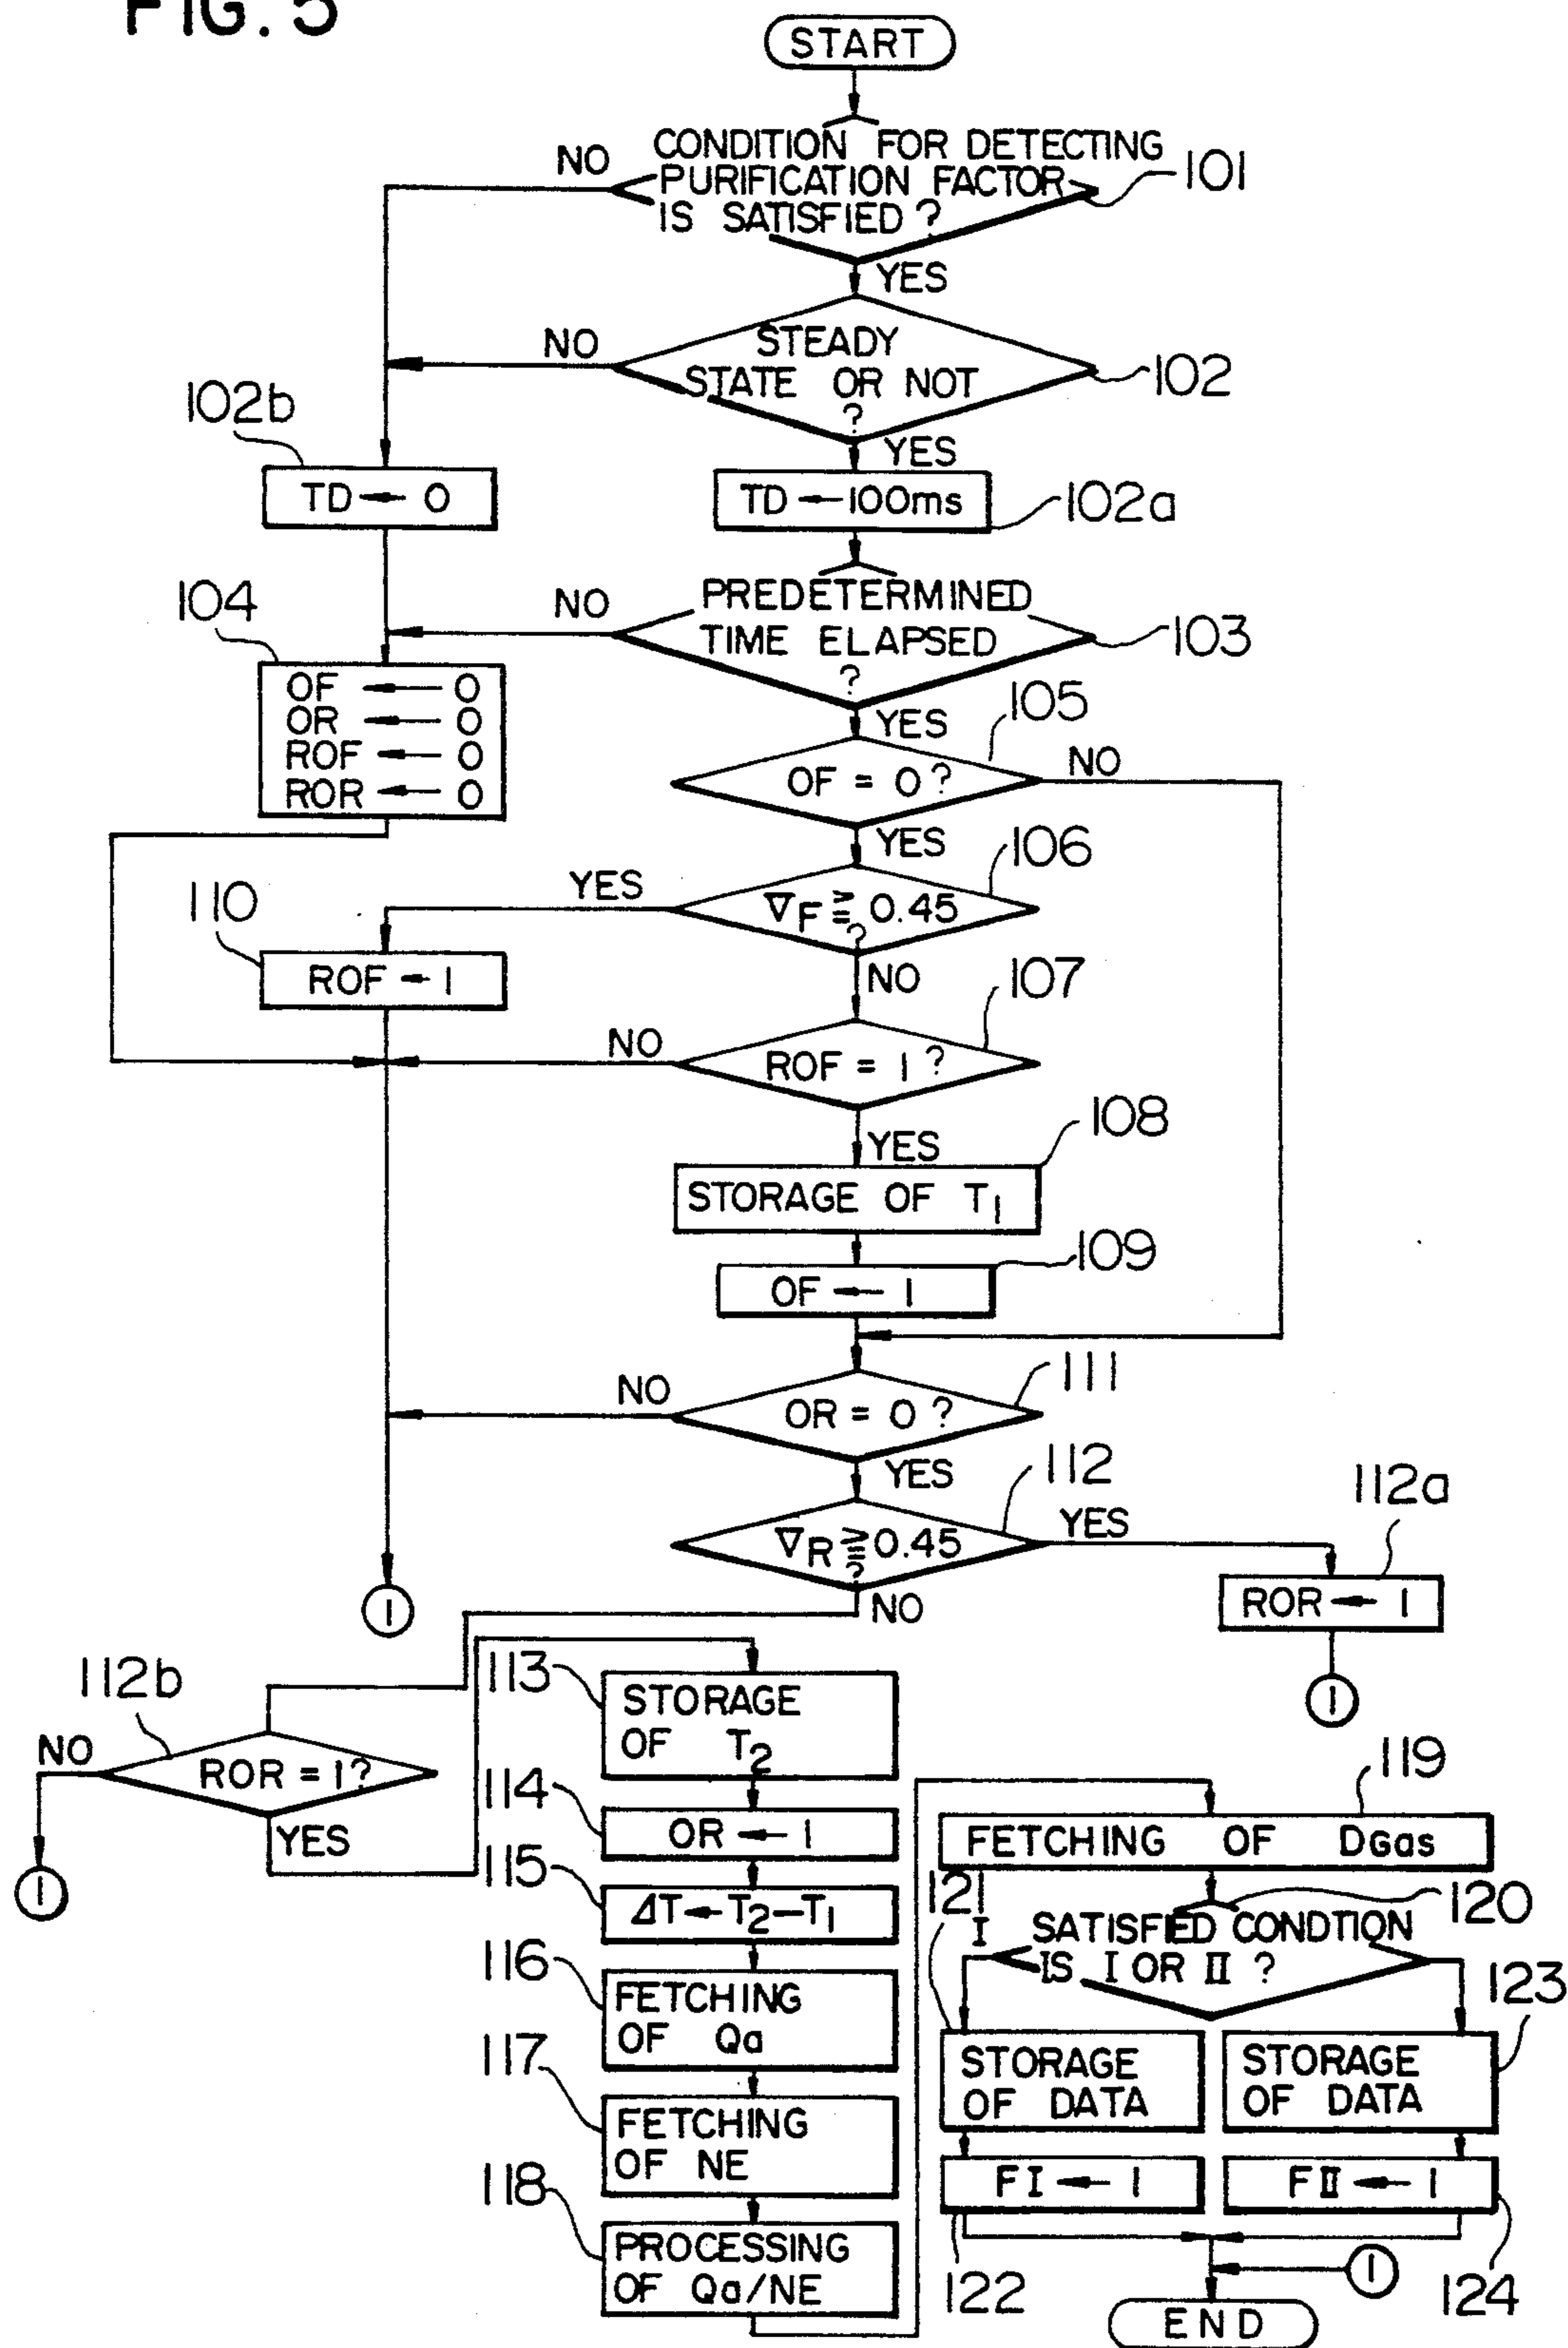 FIG. 5
START
CONDITION FOR DETECTING
PURIFICATION FACTOR
IS SATISFIED ?
NO
101
YES
STEADY
STATE OR NOT
?
NO
102
YES
102b
TD ← 0
TD ← 100ms
102a
PREDETERMINED
TIME ELAPSED
?
NO
103
YES
104
OF ← 0
OR ← 0
ROF ← 0
ROR ← 0
105
OF = 0 ?
NO
YES
106
∇F ≧ 0.45
?
YES
NO
110
ROF ← 1
107
ROF = 1 ?
NO
YES
108
STORAGE OF T1
109
OF ← 1
111
OR = 0 ?
NO
YES
112
∇R ≧ 0.45
?
YES
NO
112a
ROR ← 1
1
1
112b
ROR = 1?
NO
YES
1
113
STORAGE
OF T2
114
OR ← 1
115
ΔT ← T2 – T1
116
FETCHING
OF Qa
117
FETCHING
OF NE
118
PROCESSING
OF Qa/NE
119
FETCHING OF DGas
120
SATISFIED CONDTION
IS I OR II ?
I
121
STORAGE
OF DATA
123
STORAGE
OF DATA
FI ← 1
122
FII ← 1
124
1
END